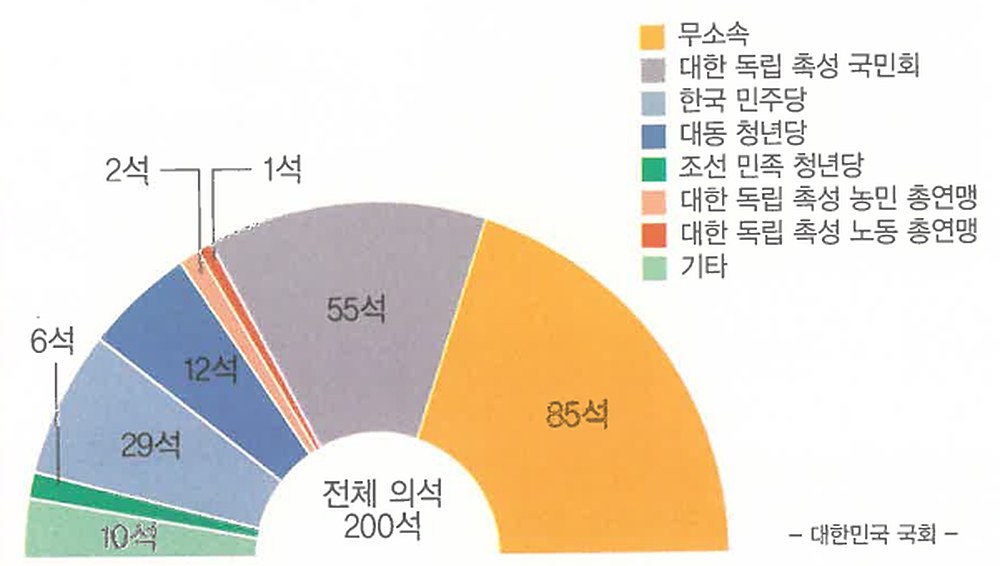 무소속
대한 독립 촉성 국민회
한국 민주당
대동 청년당
조선 민족 청년당
대한 독립 촉성 농민 총연맹
대한 독립 촉성 노동 총연맹
기타
2석
1석
6석
55석
12석
85석
29석
10석
전체 의석
200석
– 대한민국 국회 –